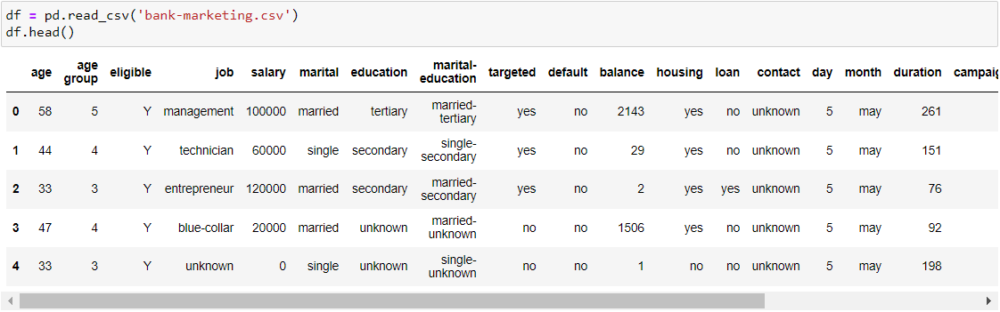 df = pd.read_csv('bank-marketing.csv')
df.head()
age age group eligible job salary marital education marital-education targeted default balance housing loan contact day month duration campaig
0 58 5 Y management 100000 married tertiary married-tertiary yes no 2143 yes no unknown 5 may 261
1 44 4 Y technician 60000 single secondary single-secondary yes no 29 yes no unknown 5 may 151
2 33 3 Y entrepreneur 120000 married secondary married-secondary yes no 2 yes yes unknown 5 may 76
3 47 4 Y blue-collar 20000 married unknown married-unknown no no 1506 yes no unknown 5 may 92
4 33 3 Y unknown 0 single unknown single-unknown no no 1 no no unknown 5 may 198